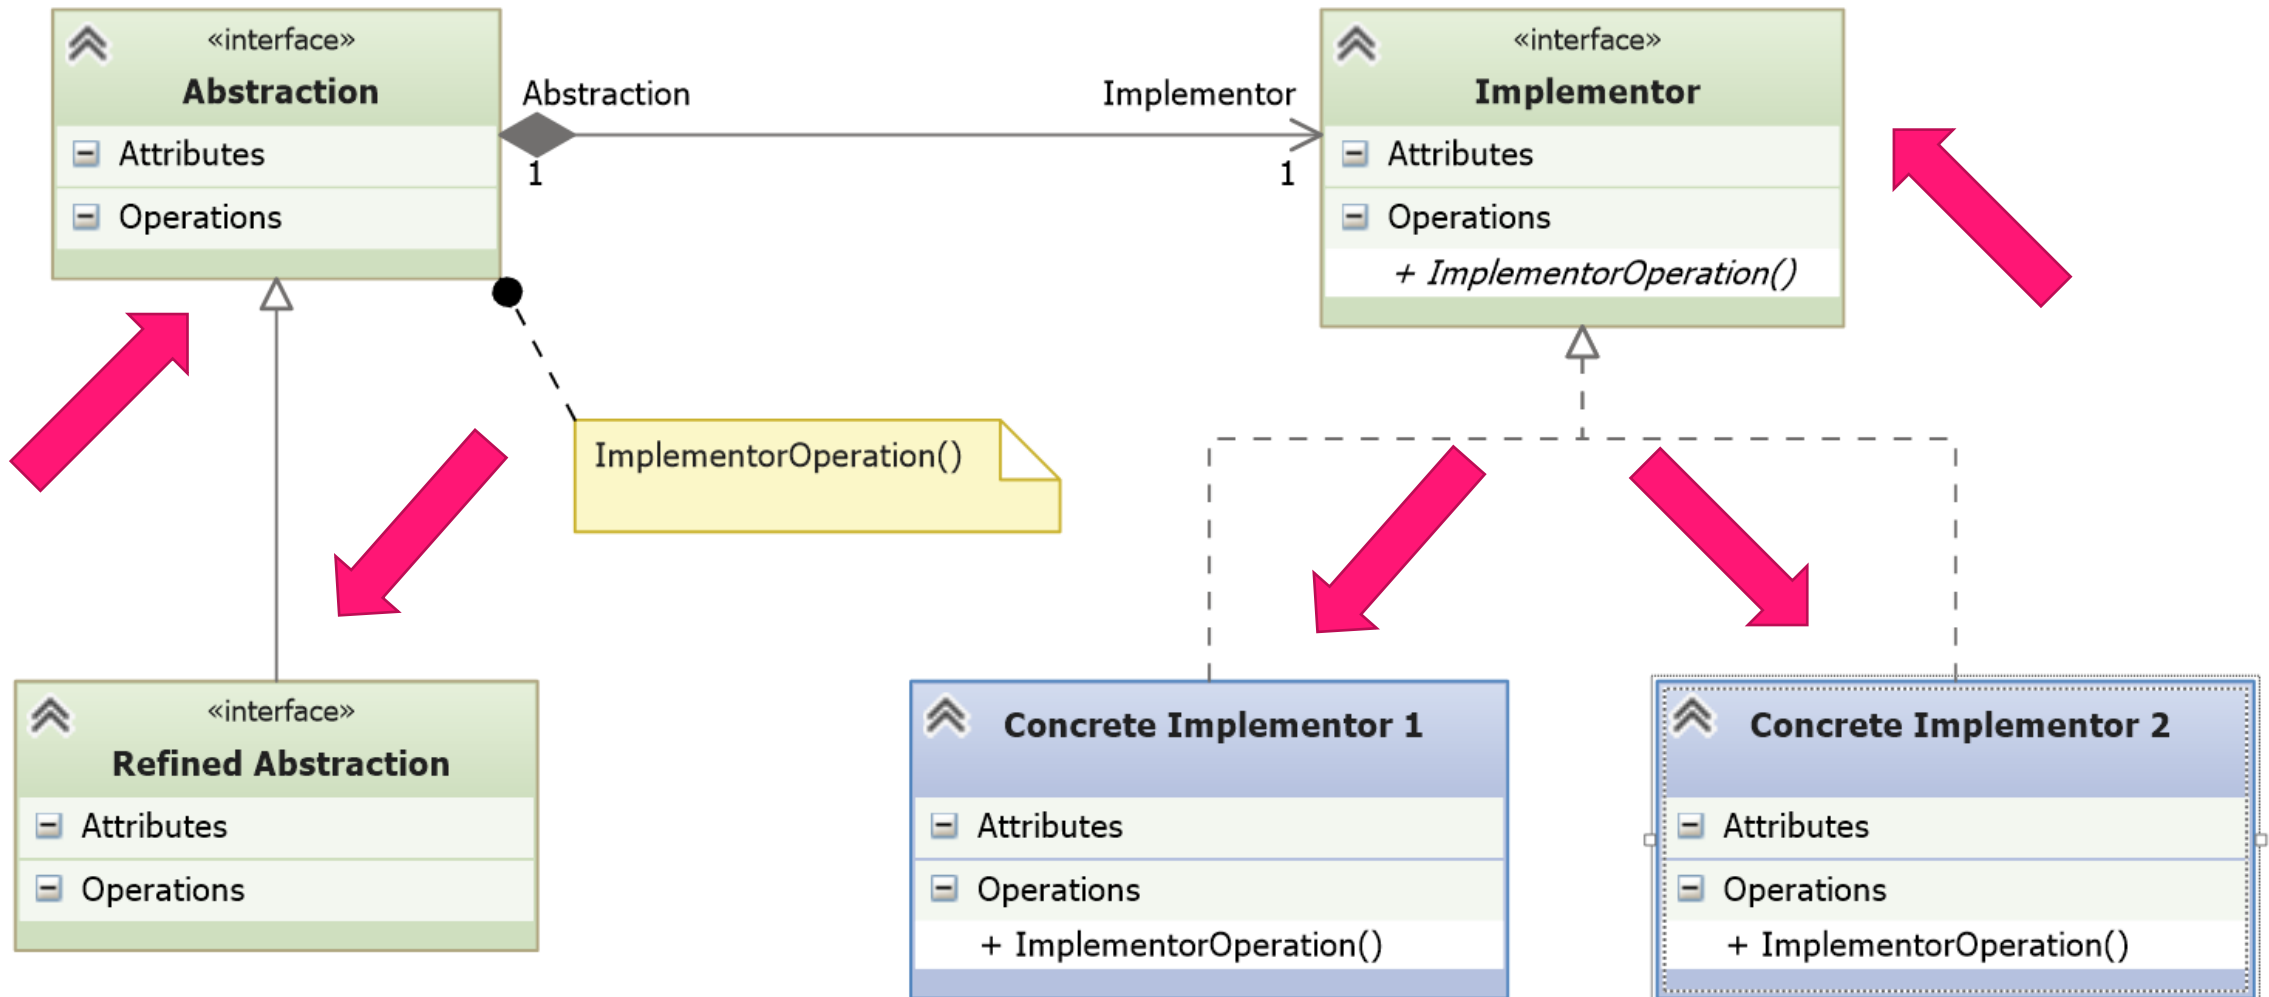 «interface»
Abstraction
Attributes
Operations
Abstraction
1
Implementor
1
«interface»
Implementor
Attributes
Operations
+ ImplementorOperation()
ImplementorOperation()
«interface»
Refined Abstraction
Attributes
Operations
Concrete Implementor 1
Attributes
Operations
+ ImplementorOperation()
Concrete Implementor 2
Attributes
Operations
+ ImplementorOperation()